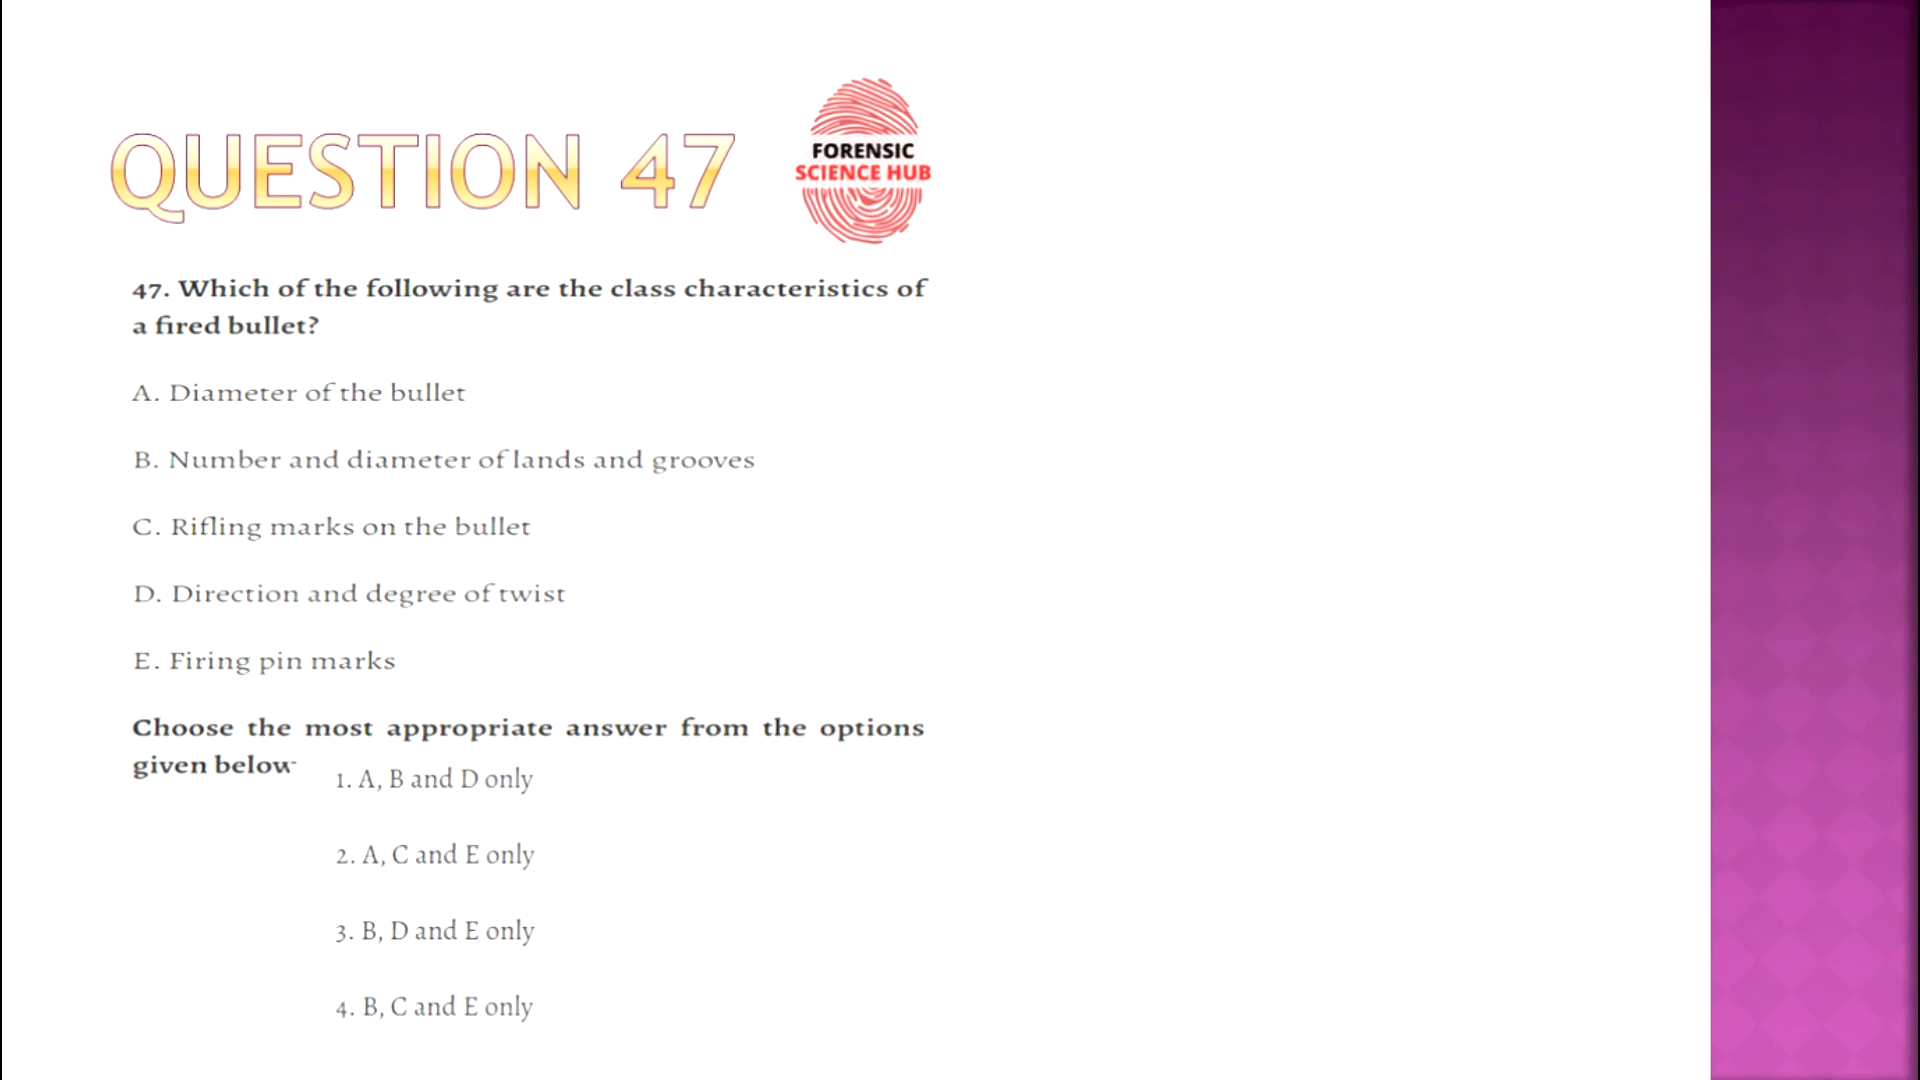 QUESTION 47
FORENSIC
SCIENCE HUB
47. Which of the following are the class characteristics of
a fired bullet?
A. Diameter of the bullet
B. Number and diameter of lands and grooves
C. Rifling marks on the bullet
D. Direction and degree of twist
E. Firing pin marks
Choose the most appropriate answer from the options
given below
1. A, B and D only
2. A, C and E only
3. B, D and E only
4. B, C and E only